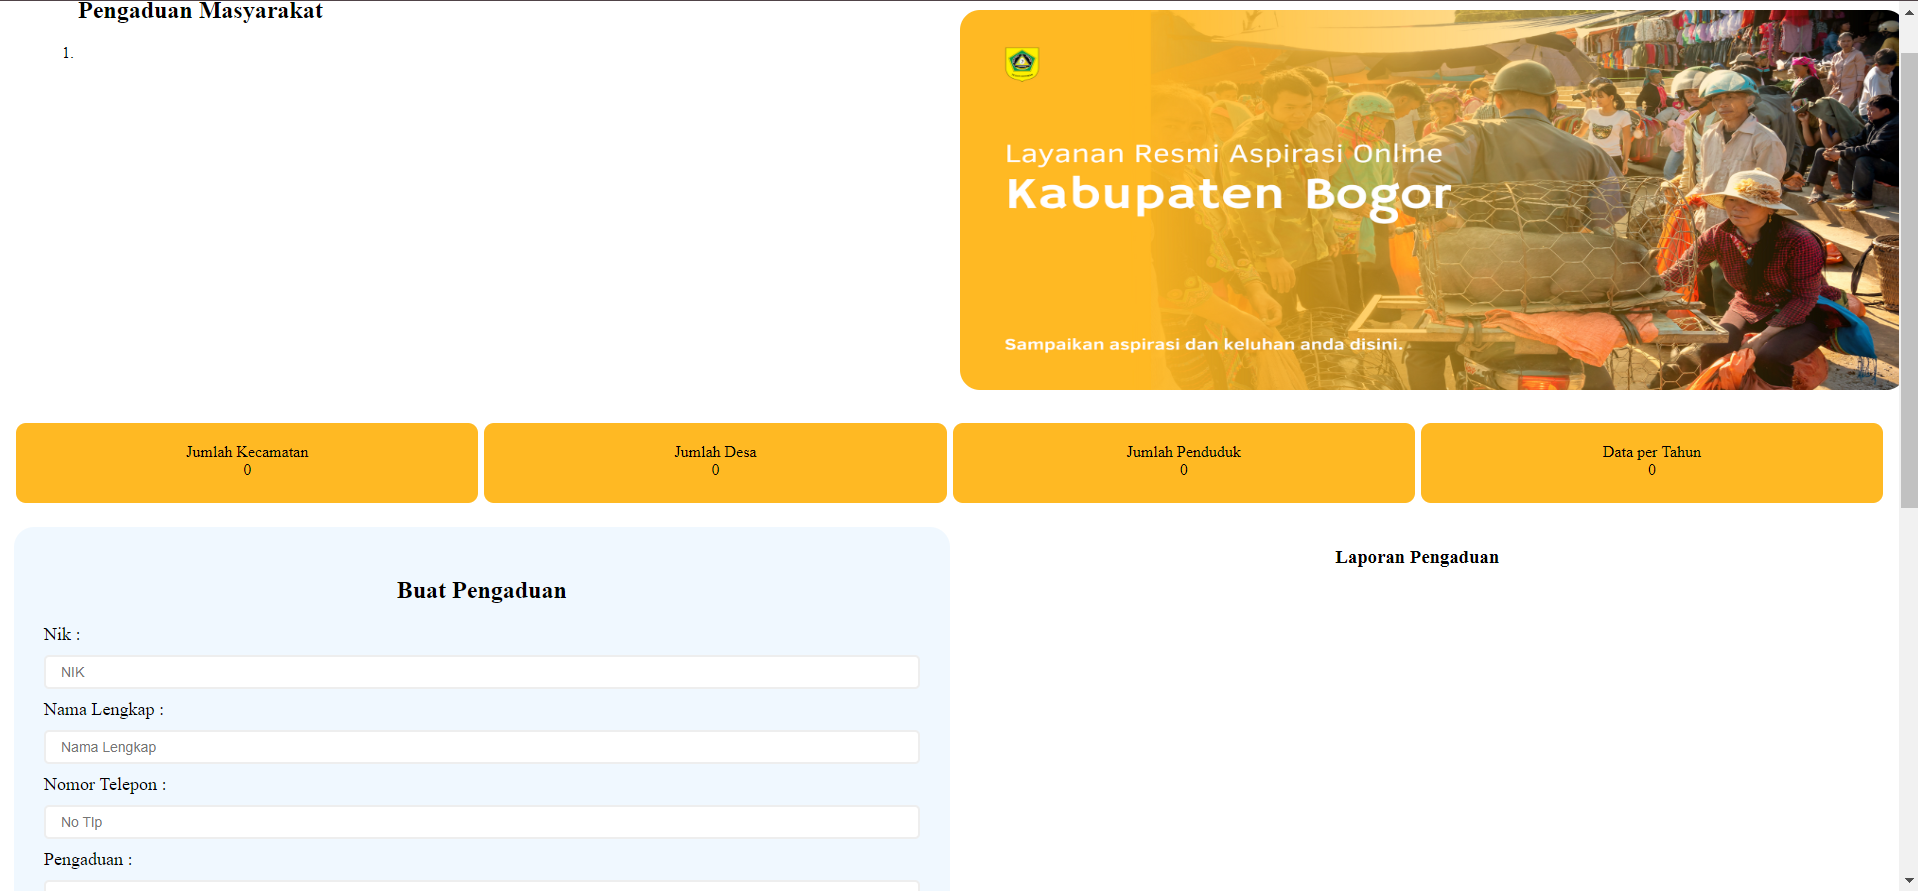 Pengaduan Masyarakat
1.
Layanan Resmi Aspirasi Online
Kabupaten Bogor
Sampaikan aspirasi dan keluhan anda disini.
Jumlah Kecamatan
0
Jumlah Desa
0
Jumlah Penduduk
0
Data per Tahun
0
Buat Pengaduan
Nik :
NIK
Nama Lengkap :
Nama Lengkap
Nomor Telepon :
No Tlp
Pengaduan :
Laporan Pengaduan